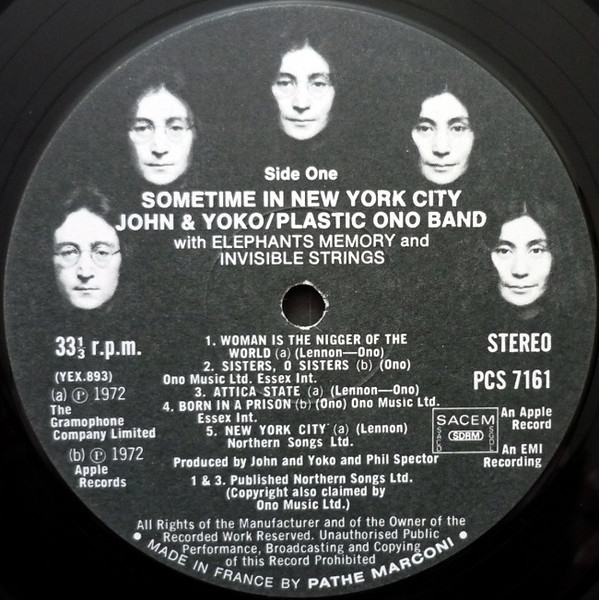 Side One
SOMETIME IN NEW YORK CITY
JOHN & YOKO/PLASTIC ONO BAND
with ELEPHANTS MEMORY and
INVISIBLE STRINGS
33⅓ r.p.m.
(YEX.893)
(a) Ⓟ 1972
The
Gramophone
Company Limited
(b) Ⓟ 1972
Apple
Records
1. WOMAN IS THE NIGGER OF THE
WORLD (a) (Lennon—Ono)
2. SISTERS, O SISTERS (b) (Ono)
Ono Music Ltd. Essex Int.
3. ATTICA STATE (a) (Lennon—Ono)
4. BORN IN A PRISON (b) (Ono) Ono Music Ltd.
Essex Int.
5. NEW YORK CITY (a) (Lennon)
Northern Songs Ltd.
Produced by John and Yoko and Phil Spector
1 & 3. Published Northern Songs Ltd.
(Copyright also claimed by
Ono Music Ltd.)
STEREO
PCS 7161
SACEM
SACD
SDRM
SGDL
An Apple
Record
An EMI
Recording
All Rights of the Manufacturer and of the Owner of the
Recorded Work Reserved. Unauthorised Public
Performance, Broadcasting and Copying
of this Record Prohibited
• MADE IN FRANCE BY PATHE MARCONI •